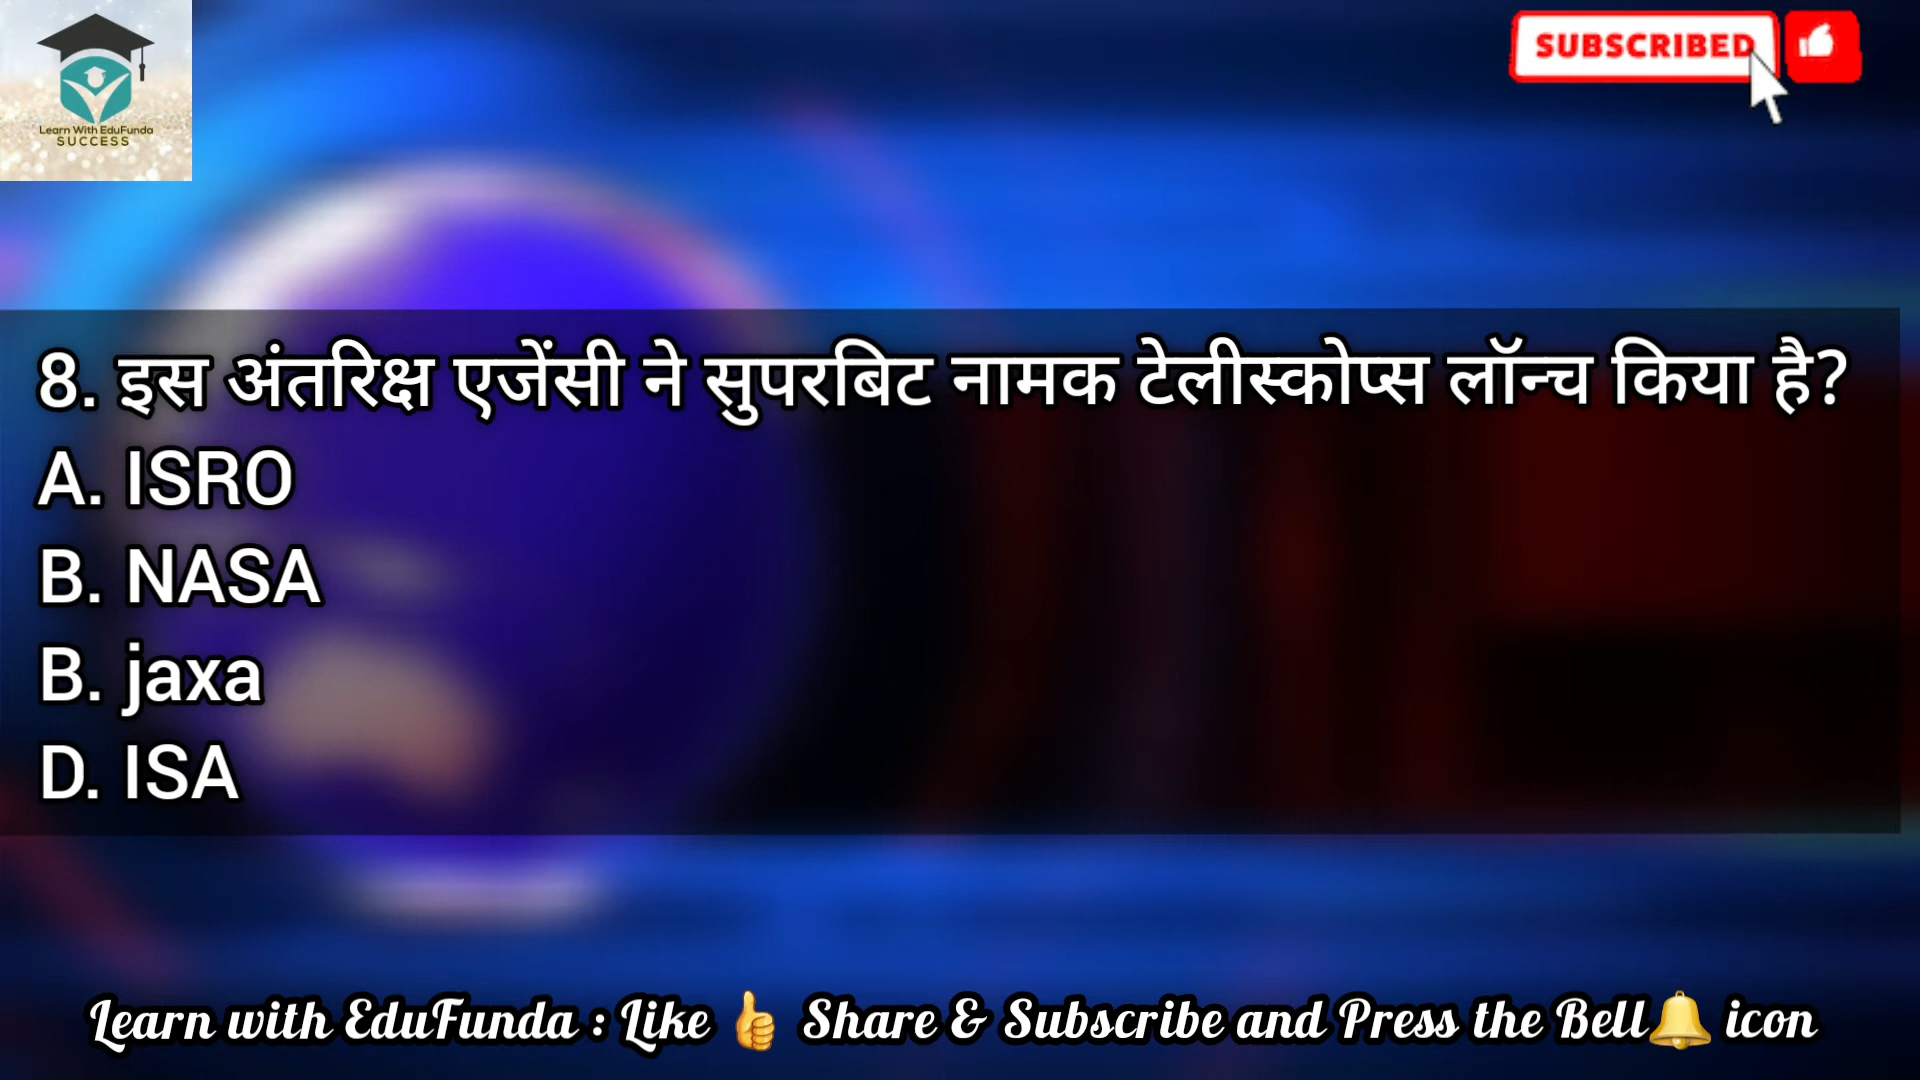 Learn With EduFunda
SUCCESS
SUBSCRIBED
8. इस अंतरिक्ष एजेंसी ने सुपरबिट नामक टेलीस्कोप्स लॉन्च किया है?
A. ISRO
B. NASA
B. jaxa
D. ISA
Learn with EduFunda : Like 👍 Share & Subscribe and Press the Bell🔔 icon